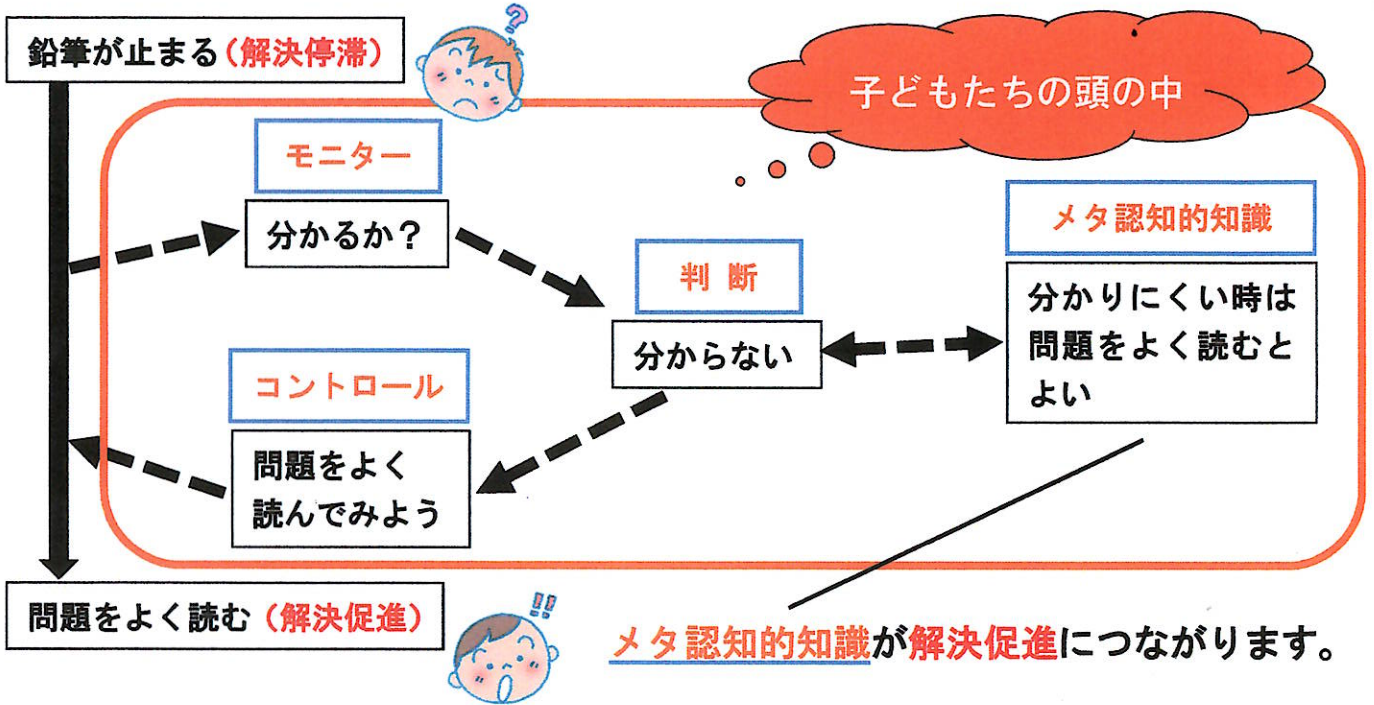 鉛筆が止まる(解決停滞)
?
子どもたちの頭の中
モニター
分かるか?
判断
分からない
メタ認知的知識
分かりにくい時は
問題をよく読むと
よい
コントロール
問題をよく
読んでみよう
問題をよく読む(解決促進)
!!
メタ認知的知識が解決促進につながります。